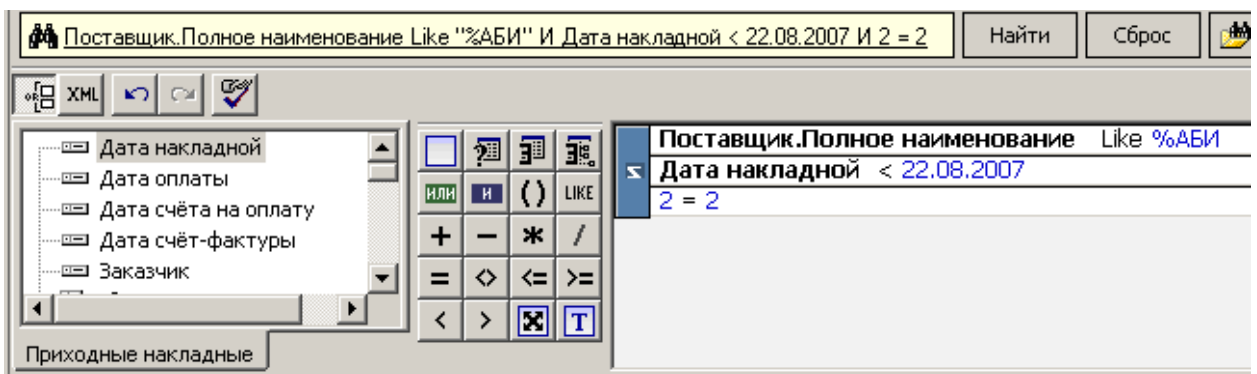 Поставщик.Полное наименование Like "%АБИ" И Дата накладной < 22.08.2007 И 2 = 2
Найти
Сброс
OR
XML
Дата накладной
Дата оплаты
Дата счёта на оплату
Дата счёт-фактуры
Заказчик
Приходные накладные
ИЛИ И ( ) LIKE
+ − * /
= <> <= >=
< > T
И
Поставщик.Полное наименование Like %АБИ
Дата накладной < 22.08.2007
2 = 2